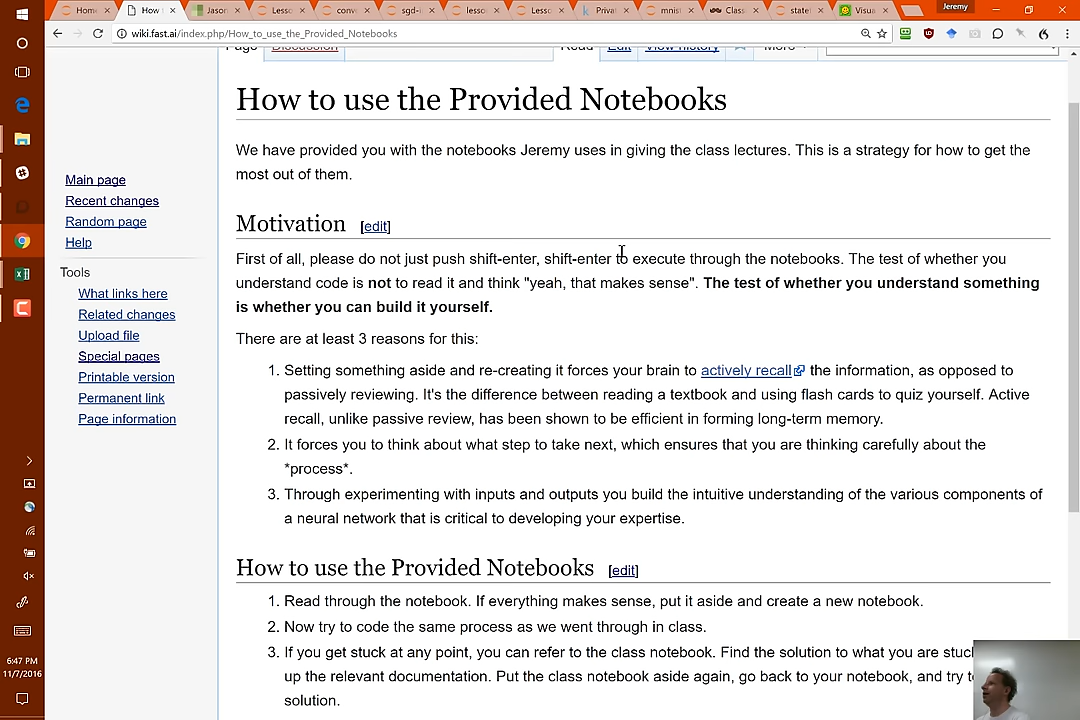 Home
How t
Jason
Lesso
conv
sgd-i
lesso
Lesso
Privat
mnist
Class
state
Visua
Jeremy
wiki.fast.ai/index.php/How_to_use_the_Provided_Notebooks
Page Discussion Read Edit View history More
How to use the Provided Notebooks
We have provided you with the notebooks Jeremy uses in giving the class lectures. This is a strategy for how to get the
most out of them.
Main page
Recent changes
Random page
Help
Tools
What links here
Related changes
Upload file
Special pages
Printable version
Permanent link
Page information
Motivation [edit]
First of all, please do not just push shift-enter, shift-enter to execute through the notebooks. The test of whether you
understand code is not to read it and think "yeah, that makes sense". The test of whether you understand something
is whether you can build it yourself.
There are at least 3 reasons for this:
1. Setting something aside and re-creating it forces your brain to actively recall the information, as opposed to
passively reviewing. It's the difference between reading a textbook and using flash cards to quiz yourself. Active
recall, unlike passive review, has been shown to be efficient in forming long-term memory.
2. It forces you to think about what step to take next, which ensures that you are thinking carefully about the
*process*.
3. Through experimenting with inputs and outputs you build the intuitive understanding of the various components of
a neural network that is critical to developing your expertise.
How to use the Provided Notebooks [edit]
1. Read through the notebook. If everything makes sense, put it aside and create a new notebook.
2. Now try to code the same process as we went through in class.
3. If you get stuck at any point, you can refer to the class notebook. Find the solution to what you are stuc
up the relevant documentation. Put the class notebook aside again, go back to your notebook, and try t
solution.
6:47 PM
11/7/2016